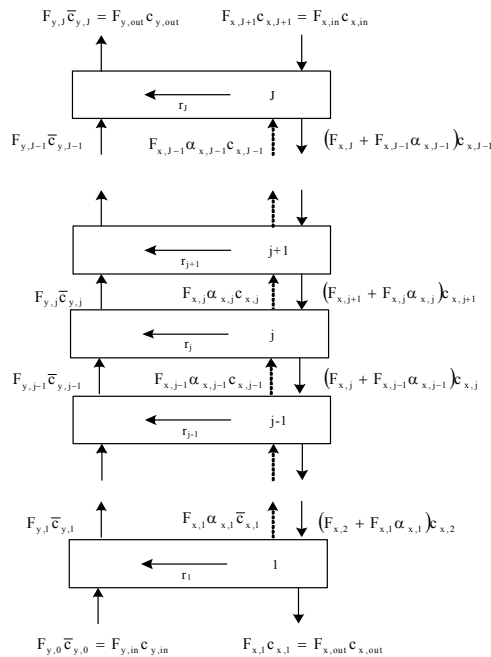 F_{y,J} c̅_{y,J} = F_{y,out} c_{y,out}    F_{x,J+1} c_{x,J+1} = F_{x,in} c_{x,in}
r_J    J
F_{y,J-1} c̅_{y,J-1}    F_{x,J-1} α_{x,J-1} c_{x,J-1}    (F_{x,J} + F_{x,J-1} α_{x,J-1}) c_{x,J-1}
r_{j+1}    j+1
F_{y,j} c̅_{y,j}    F_{x,j} α_{x,j} c_{x,j}    (F_{x,j+1} + F_{x,j} α_{x,j}) c_{x,j+1}
r_j    j
F_{y,j-1} c̅_{y,j-1}    F_{x,j-1} α_{x,j-1} c_{x,j-1}    (F_{x,j} + F_{x,j-1} α_{x,j-1}) c_{x,j}
r_{j-1}    j-1
F_{y,1} c̅_{y,1}    F_{x,1} α_{x,1} c̅_{x,1}    (F_{x,2} + F_{x,1} α_{x,1}) c_{x,2}
r_1    1
F_{y,0} c̅_{y,0} = F_{y,in} c_{y,in}    F_{x,1} c_{x,1} = F_{x,out} c_{x,out}